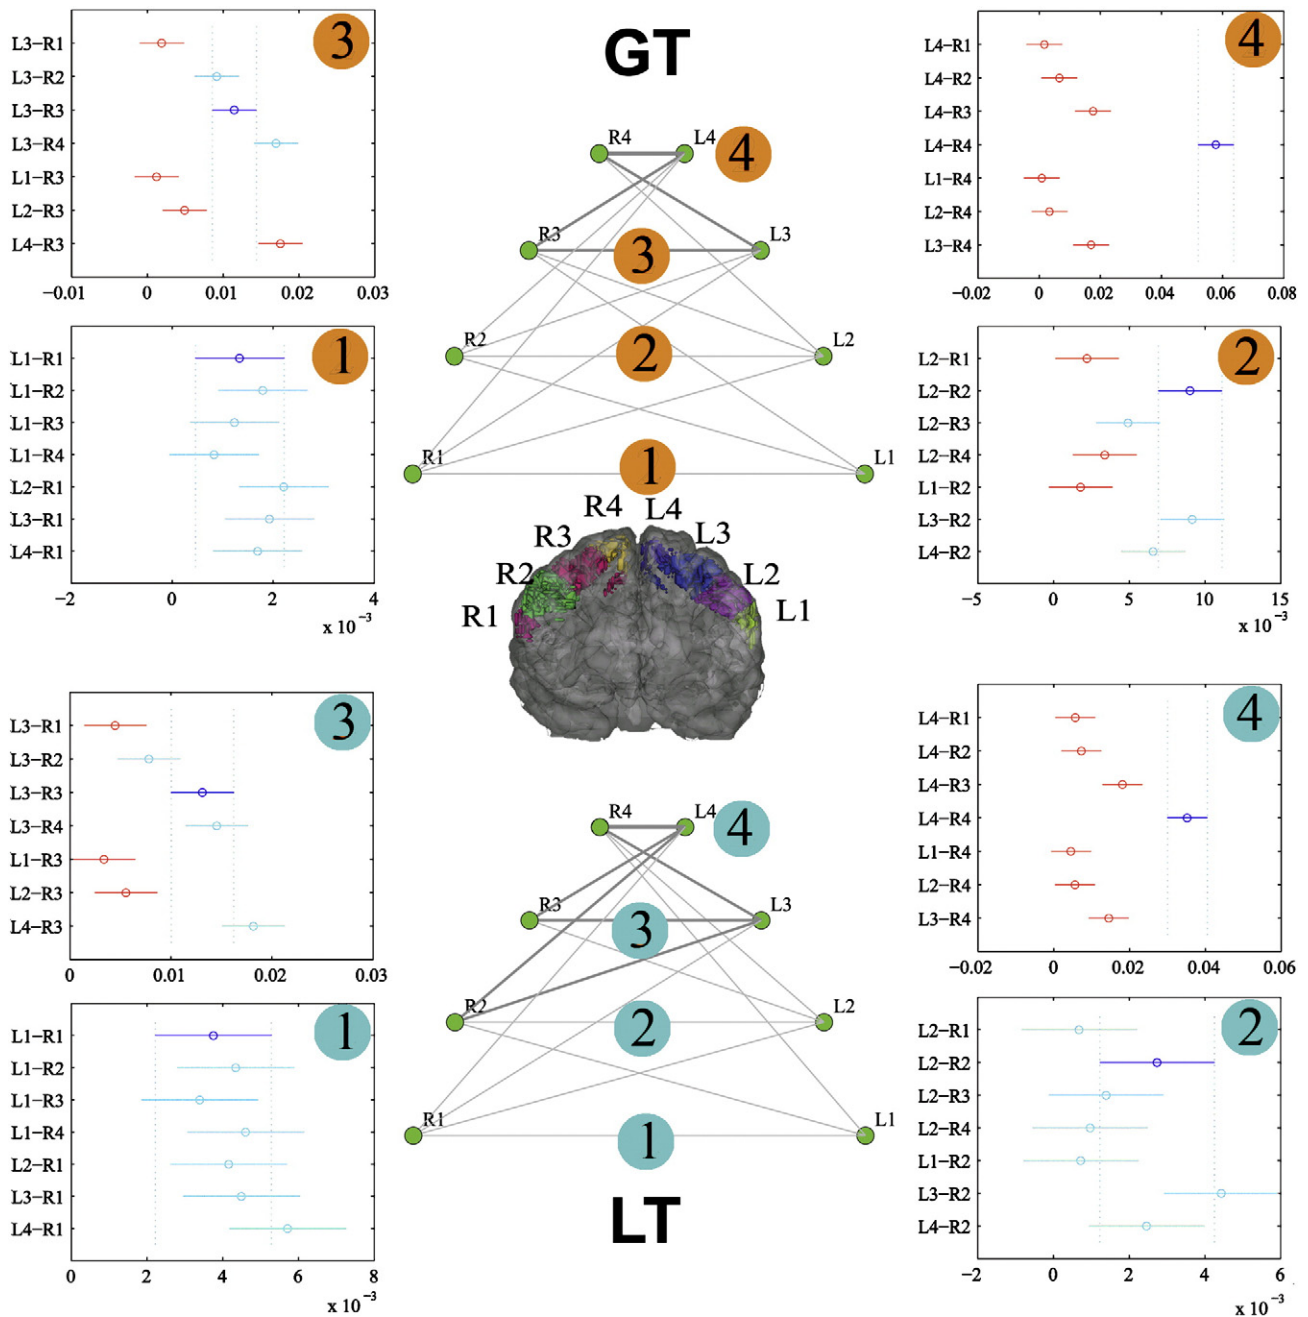 GT
3
L3−R1
L3−R2
L3−R3
L3−R4
L1−R3
L2−R3
L4−R3
−0.01 0 0.01 0.02 0.03
4
L4−R1
L4−R2
L4−R3
L4−R4
L1−R4
L2−R4
L3−R4
−0.02 0 0.02 0.04 0.06 0.08
R4 L4 4
R3 3 L3
R2 2 L2
R1 1 L1
1
L1−R1
L1−R2
L1−R3
L1−R4
L2−R1
L3−R1
L4−R1
−2 0 2 4
x 10−3
2
L2−R1
L2−R2
L2−R3
L2−R4
L1−R2
L3−R2
L4−R2
−5 0 5 10 15
x 10−3
R4 L4
R3 L3
R2 L2
R1 L1
3
L3−R1
L3−R2
L3−R3
L3−R4
L1−R3
L2−R3
L4−R3
0 0.01 0.02 0.03
4
L4−R1
L4−R2
L4−R3
L4−R4
L1−R4
L2−R4
L3−R4
−0.02 0 0.02 0.04 0.06
R4 L4 4
R3 3 L3
R2 2 L2
R1 1 L1
1
L1−R1
L1−R2
L1−R3
L1−R4
L2−R1
L3−R1
L4−R1
0 2 4 6 8
x 10−3
2
L2−R1
L2−R2
L2−R3
L2−R4
L1−R2
L3−R2
L4−R2
−2 0 2 4 6
x 10−3
LT